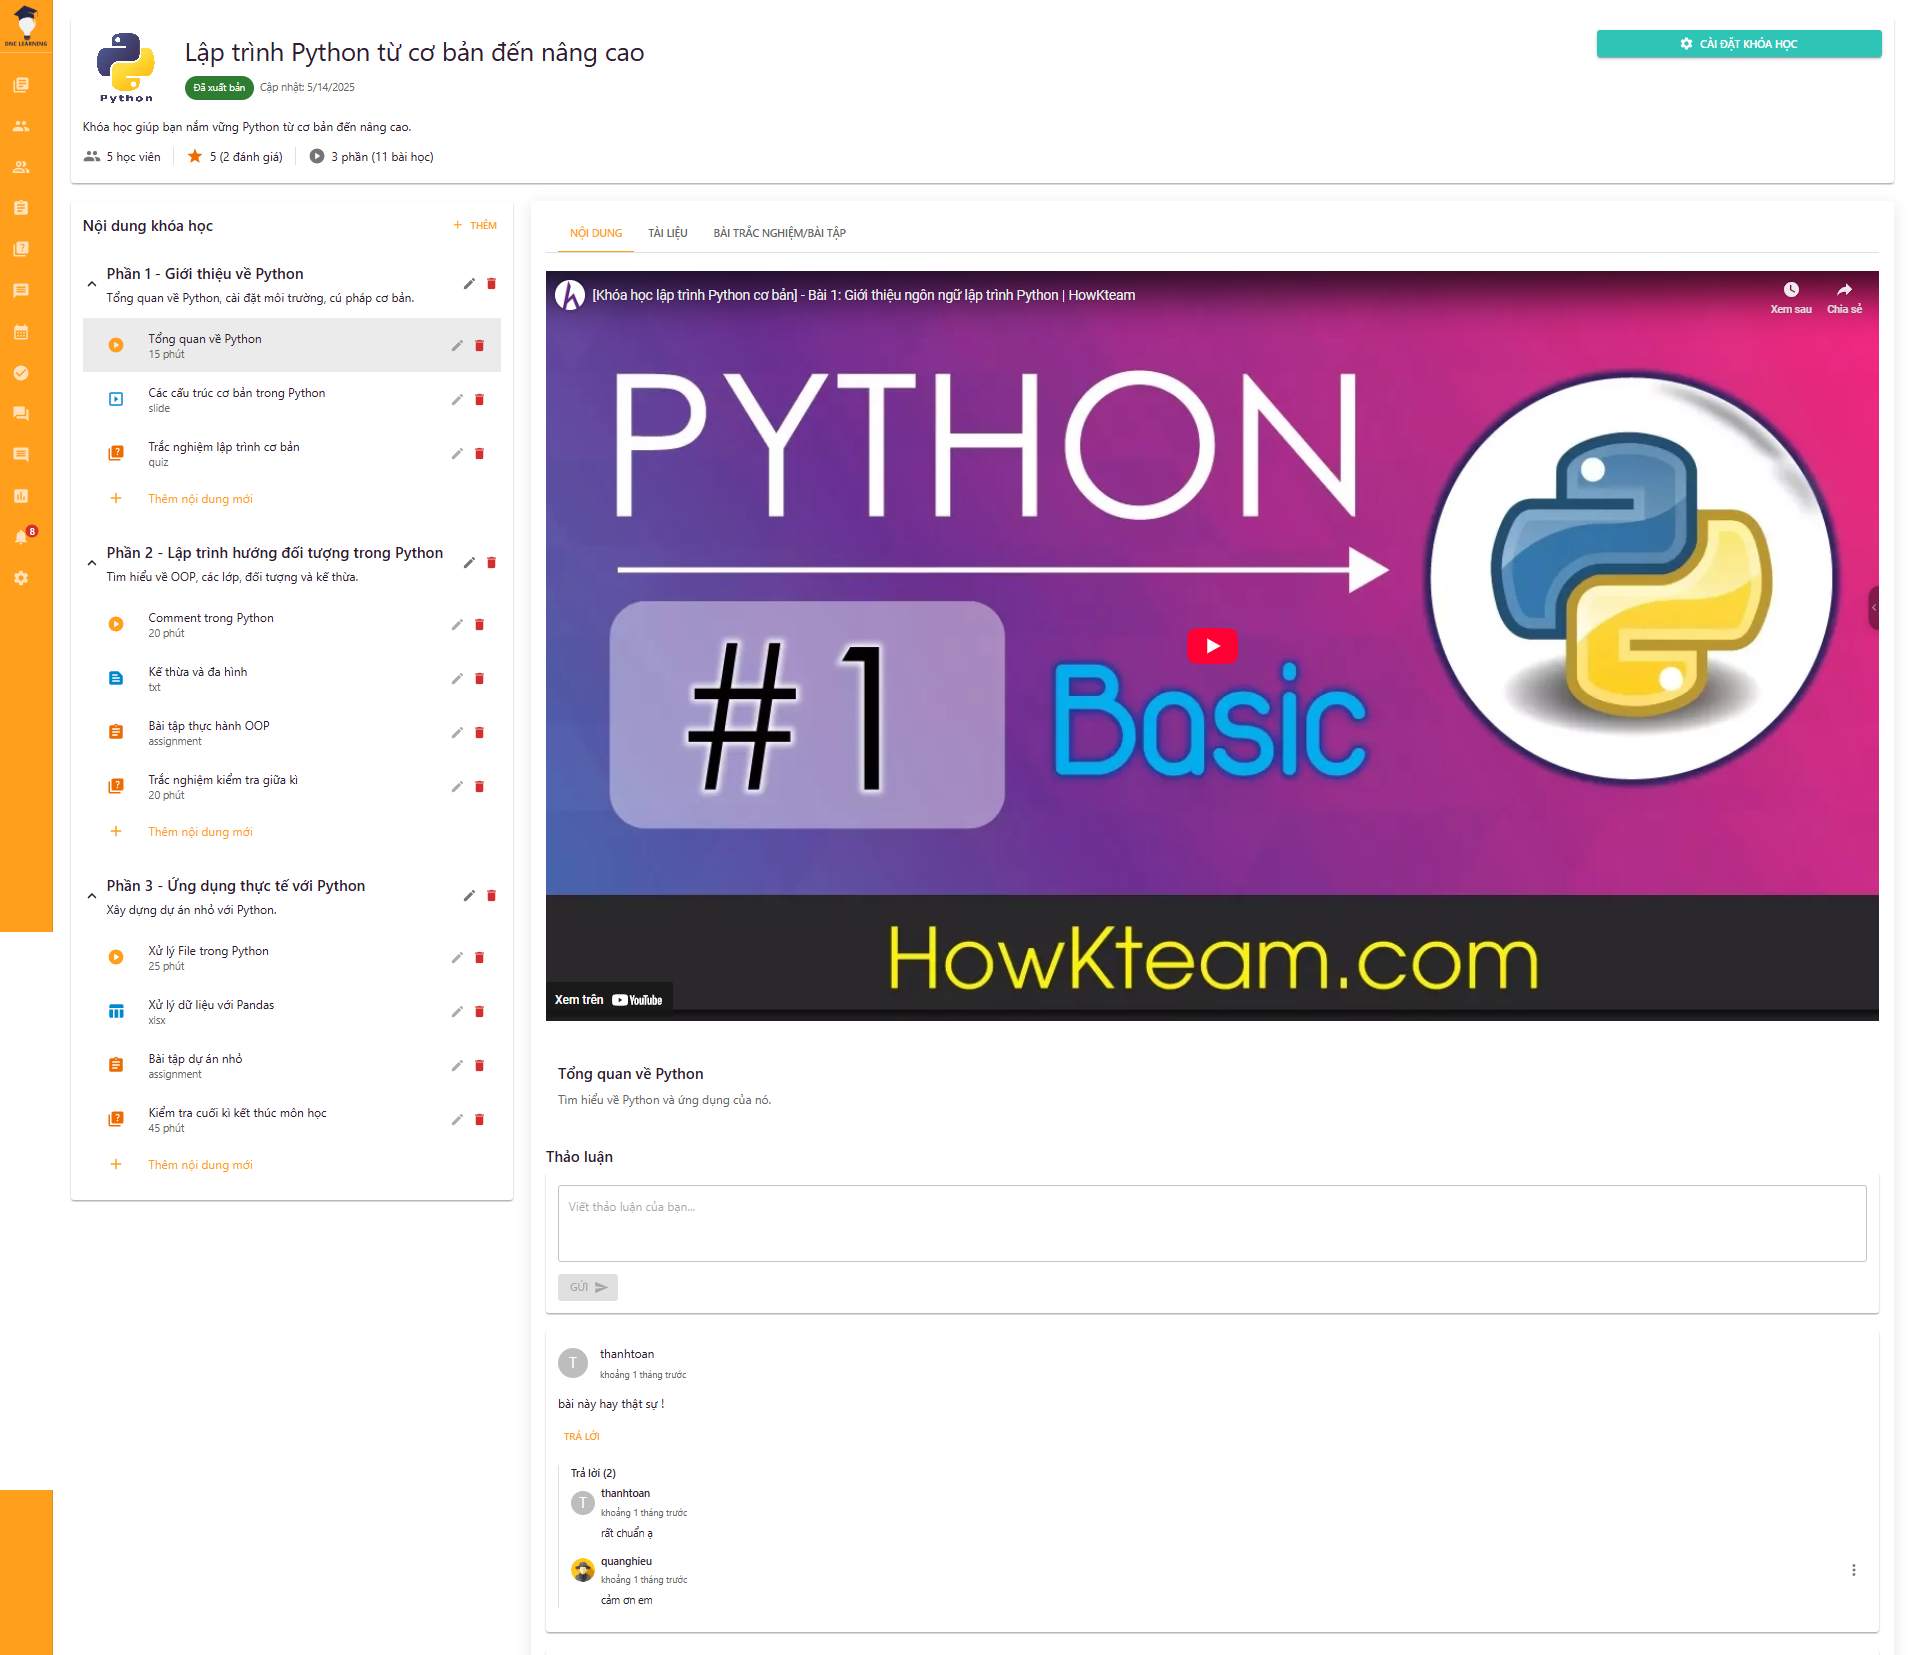 DNC LEARNING
8
Python
Lập trình Python từ cơ bản đến nâng cao
Đã xuất bản
Cập nhật: 5/14/2025
CÀI ĐẶT KHÓA HỌC
Khóa học giúp bạn nắm vững Python từ cơ bản đến nâng cao.
5 học viên
5 (2 đánh giá)
3 phần (11 bài học)
Nội dung khóa học
+ THÊM
Phần 1 - Giới thiệu về Python
Tổng quan về Python, cài đặt môi trường, cú pháp cơ bản.
Tổng quan về Python
15 phút
Các cấu trúc cơ bản trong Python
slide
Trắc nghiệm lập trình cơ bản
quiz
+ Thêm nội dung mới
Phần 2 - Lập trình hướng đối tượng trong Python
Tìm hiểu về OOP, các lớp, đối tượng và kế thừa.
Comment trong Python
20 phút
Kế thừa và đa hình
txt
Bài tập thực hành OOP
assignment
Trắc nghiệm kiểm tra giữa kì
20 phút
+ Thêm nội dung mới
Phần 3 - Ứng dụng thực tế với Python
Xây dựng dự án nhỏ với Python.
Xử lý File trong Python
25 phút
Xử lý dữ liệu với Pandas
xlsx
Bài tập dự án nhỏ
assignment
Kiểm tra cuối kì kết thúc môn học
45 phút
+ Thêm nội dung mới
NỘI DUNG
TÀI LIỆU
BÀI TRẮC NGHIỆM/BÀI TẬP
[Khóa học lập trình Python cơ bản] - Bài 1: Giới thiệu ngôn ngữ lập trình Python | HowKteam
Xem sau
Chia sẻ
PYTHON
#1
Basic
HowKteam.com
Xem trên YouTube
Tổng quan về Python
Tìm hiểu về Python và ứng dụng của nó.
Thảo luận
Viết thảo luận của bạn...
GỬI
T
thanhtoan
khoảng 1 tháng trước
bài này hay thật sự !
TRẢ LỜI
Trả lời (2)
T
thanhtoan
khoảng 1 tháng trước
rất chuẩn ạ
quanghieu
khoảng 1 tháng trước
cảm ơn em